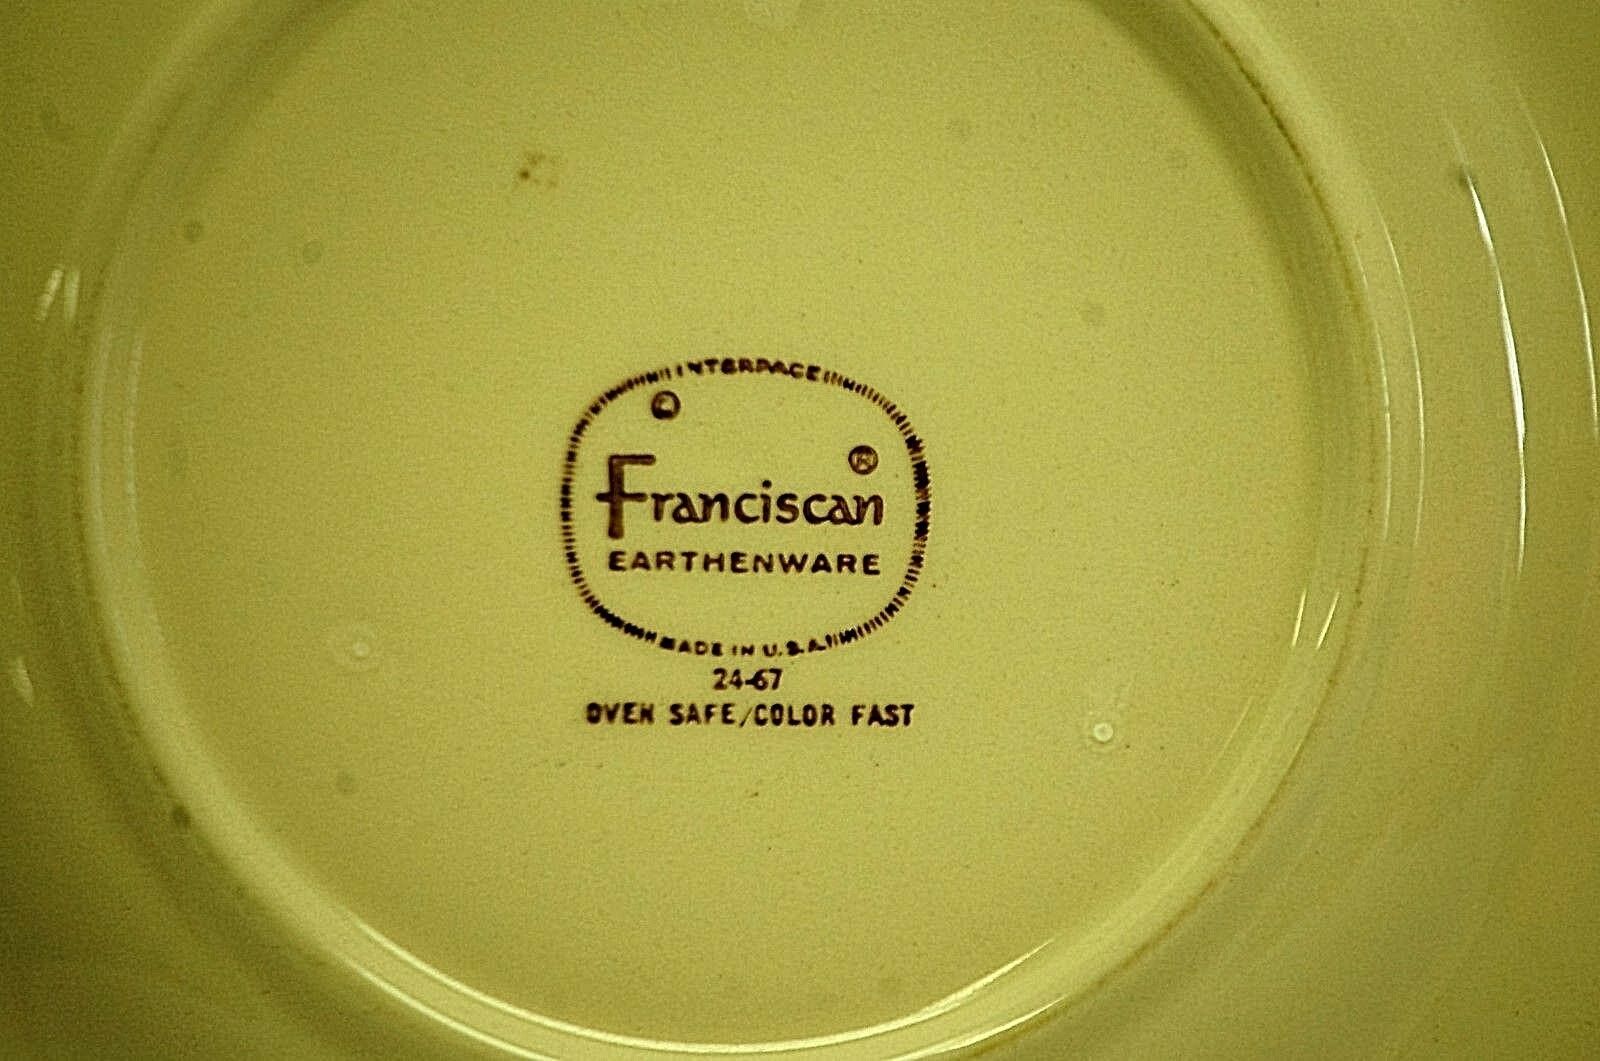 INTERPACE
®
Franciscan ®
EARTHENWARE
MADE IN U.S.A.
24-67
OVEN SAFE/COLOR FAST